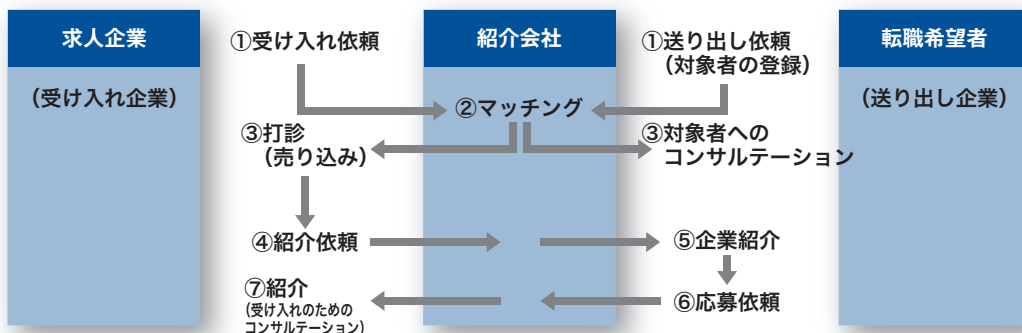 求人企業
紹介会社
転職希望者
①受け入れ依頼
①送り出し依頼
（対象者の登録）
（受け入れ企業）
②マッチング
（送り出し企業）
③打診
（売り込み）
③対象者への
コンサルテーション
④紹介依頼
⑤企業紹介
⑦紹介
（受け入れのための
コンサルテーション）
⑥応募依頼